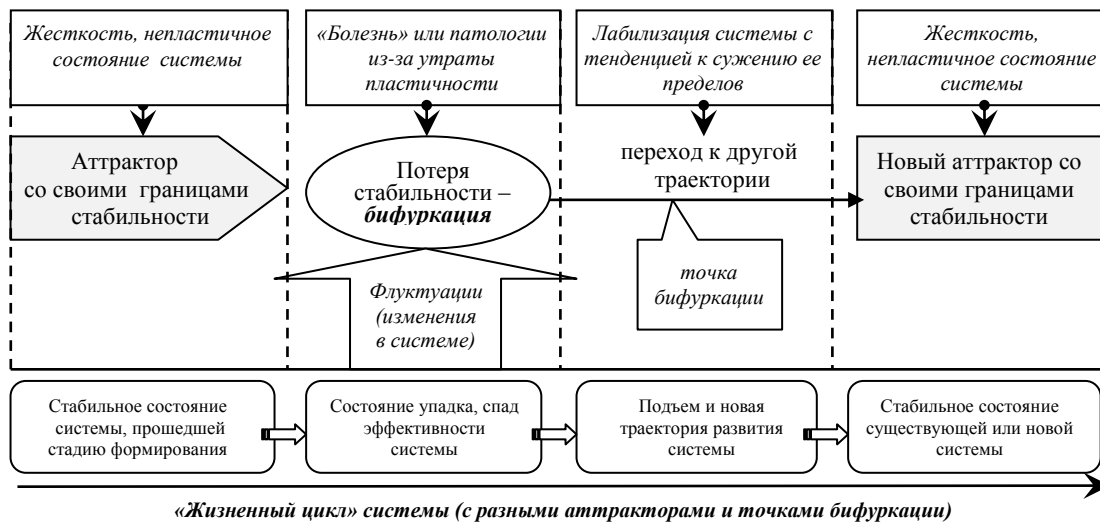 Жесткость, непластичное
состояние системы
«Болезнь» или патологии
из-за утраты
пластичности
Лабилизация системы с
тенденцией к сужению ее
пределов
Жесткость,
непластичное состояние
системы
Аттрактор
со своими границами
стабильности
Потеря
стабильности –
бифуркация
переход к другой
траектории
Новый аттрактор со
своими границами
стабильности
Флуктуации
(изменения
в системе)
точка
бифуркации
Стабильное состояние
системы, прошедшей
стадию формирования
Состояние упадка, спад
эффективности
системы
Подъем и новая
траектория развития
системы
Стабильное состояние
существующей или новой
системы
«Жизненный цикл» системы (с разными аттракторами и точками бифуркации)